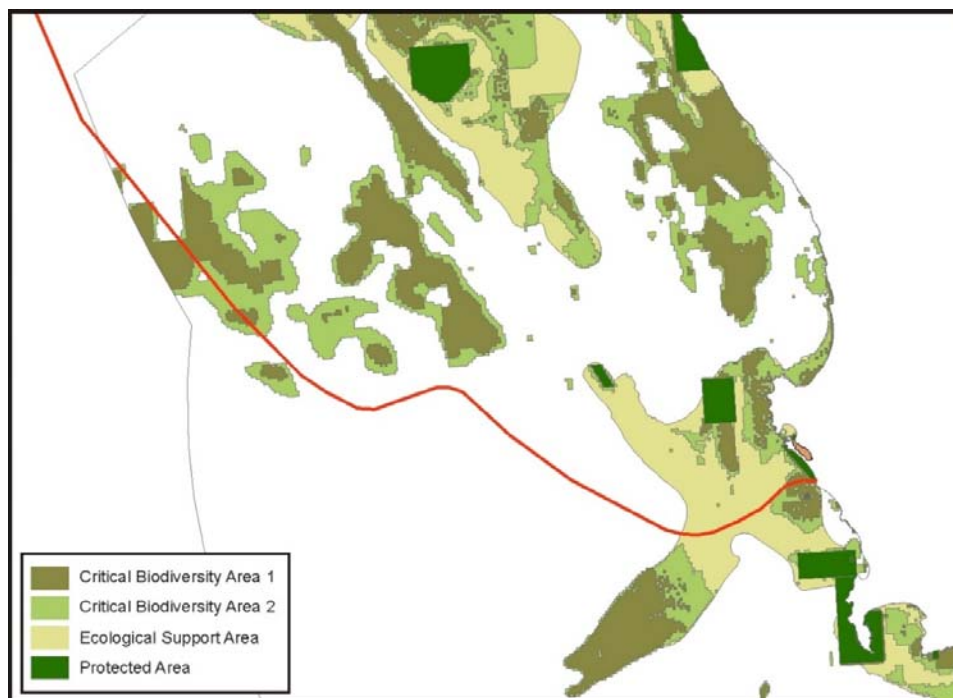 Critical Biodiversity Area 1
Critical Biodiversity Area 2
Ecological Support Area
Protected Area